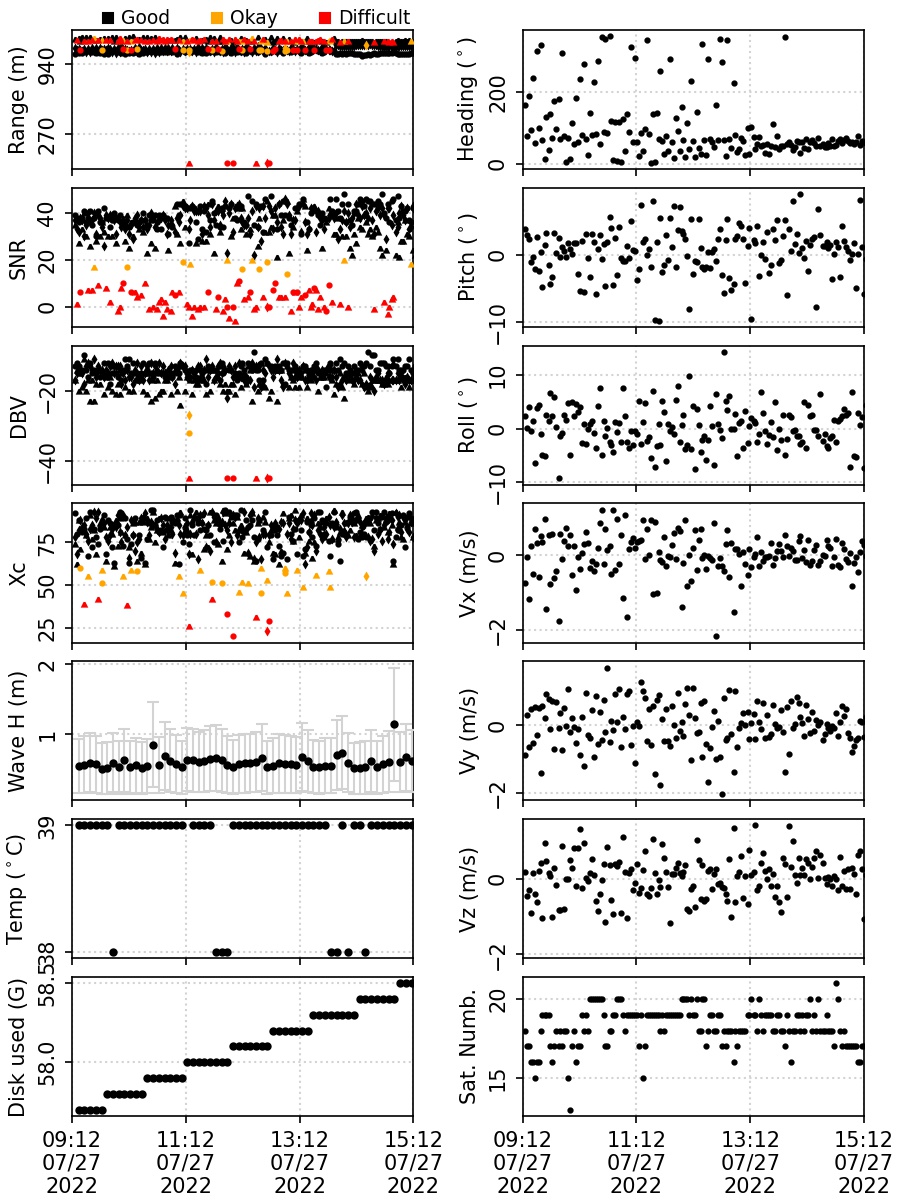 Good Okay Difficult
Range (m)
940
270
Heading (°)
200
0
SNR
40
20
0
Pitch (°)
0
−10
DBV
−20
−40
Roll (°)
10
0
−10
Xc
75
50
25
Vx (m/s)
0
−2
Wave H (m)
2
1
Vy (m/s)
0
−2
Temp (°C)
39
38
Vz (m/s)
0
−2
Disk used (G)
58.5
58.0
Sat. Numb.
20
15
09:12 11:12 13:12 15:12 09:12 11:12 13:12 15:12
07/27 07/27 07/27 07/27 07/27 07/27 07/27 07/27
2022 2022 2022 2022 2022 2022 2022 2022